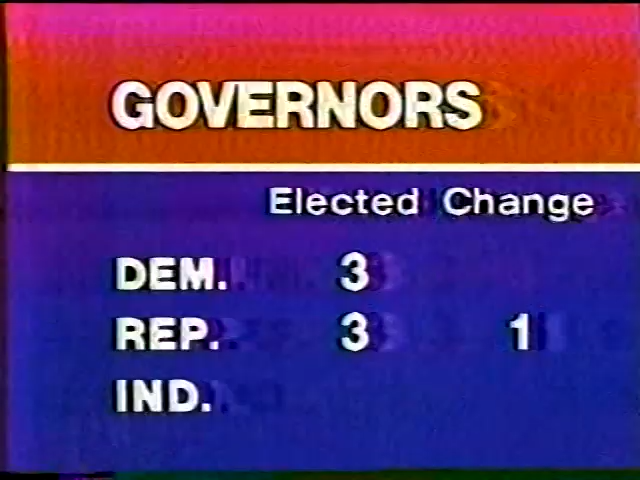 GOVERNORS
Elected Change
DEM. 3
REP. 3 1
IND.